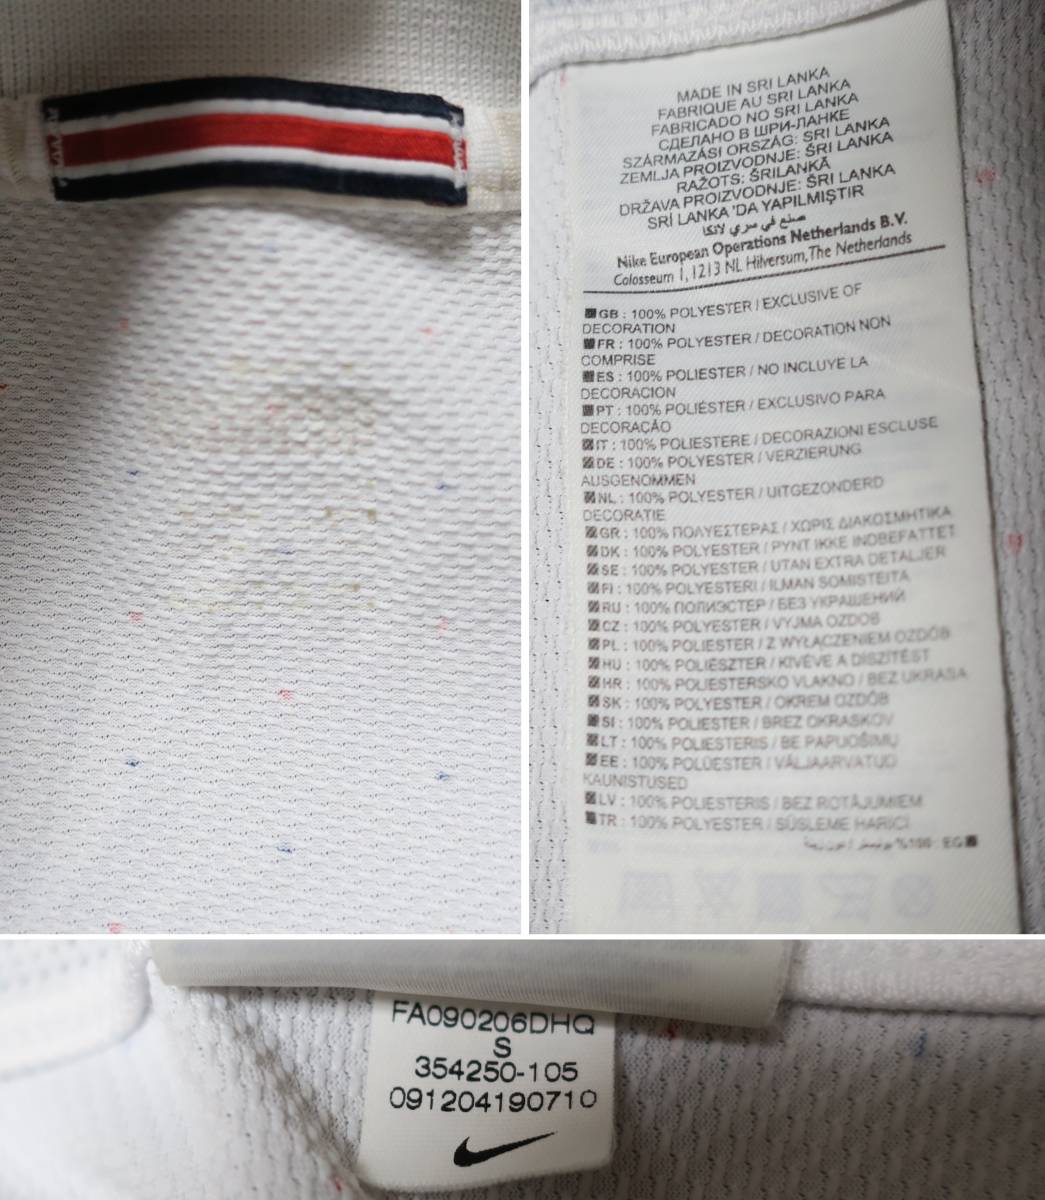 MADE IN SRI LANKA
FABRIQUE AU SRI LANKA
FABRICADO NO SRI LANKA
СДЕЛАНО В ШРИ-ЛАНКЕ
SZÁRMAZÁSI ORSZÁG: SRI LANKA
ZEMLJA PROIZVODNJE: ŠRI LANKA
RAŽOTS: ŠRILANKĀ
DRŽAVA PROIZVODNJE: ŠRI LANKA
SRİ LANKA 'DA YAPILMIŞTIR
صنع في سري لانكا
Nike European Operations Netherlands B.V.
Colosseum 1, 1213 NL Hilversum, The Netherlands
GB : 100% POLYESTER / EXCLUSIVE OF
DECORATION
FR : 100% POLYESTER / DECORATION NON
COMPRISE
ES : 100% POLIESTER / NO INCLUYE LA
DECORACION
PT : 100% POLIÉSTER / EXCLUSIVO PARA
DECORAÇÃO
IT : 100% POLIESTERE / DECORAZIONI ESCLUSE
DE : 100% POLYESTER / VERZIERUNG
AUSGENOMMEN
NL : 100% POLYESTER / UITGEZONDERD
DECORATIE
GR : 100% ΠΟΛΥΕΣΤΕΡΑΣ / ΧΩΡΙΣ ΔΙΑΚΟΣΜΗΤΙΚΑ
DK : 100% POLYESTER / PYNT IKKE INDBEFATTET
SE : 100% POLYESTER / UTAN EXTRA DETALJER
FI : 100% POLYESTERI / ILMAN SOMISTEITA
RU : 100% ПОЛИЭСТЕР / БЕЗ УКРАШЕНИЙ
CZ : 100% POLYESTER / VYJMA OZDOB
PL : 100% POLIESTER / Z WYŁĄCZENIEM OZDÓB
HU : 100% POLIÉSZTER / KIVÉVE A DÍSZÍTÉST
HR : 100% POLIESTERSKO VLAKNO / BEZ UKRASA
SK : 100% POLYESTER / OKREM OZDÔB
SI : 100% POLIESTER / BREZ OKRASKOV
LT : 100% POLIESTERIS / BE PAPUOŠIMŲ
EE : 100% POLÜESTER / VÄLJAARVATUD
KAUNISTUSED
LV : 100% POLIESTERIS / BEZ ROTĀJUMIEM
TR : 100% POLYESTER / SÜSLEME HARİCİ
%100 : EG
FA090206DHQ
S
354250-105
091204190710